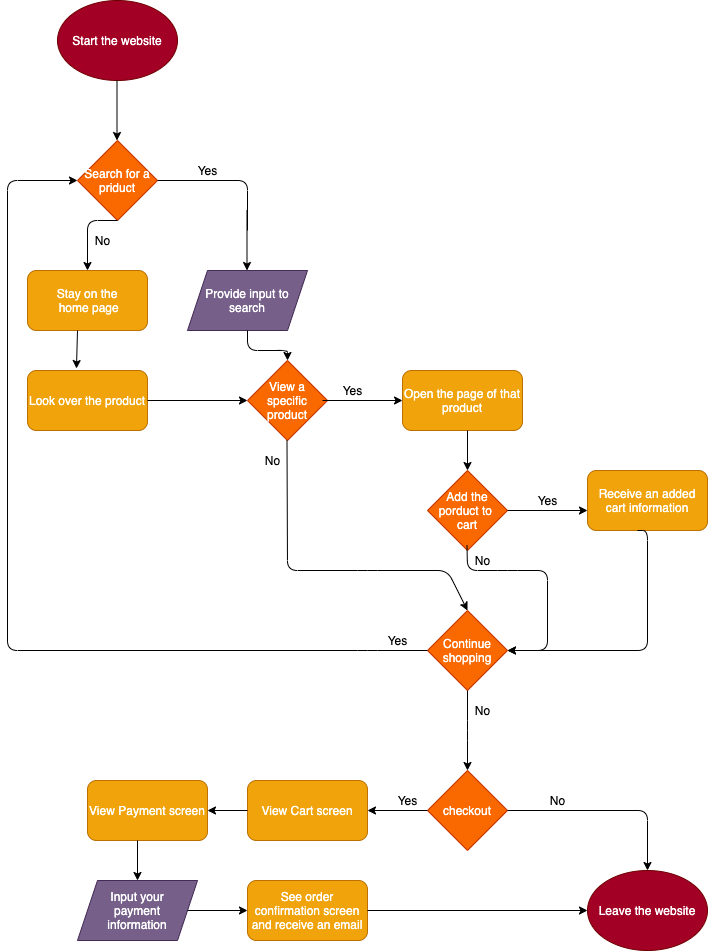 Start the website
Search for a
priduct
Yes
No
Stay on the
home page
Provide input to
search
Look over the product
View a
specific
product
Yes
Open the page of that
product
No
Add the
porduct to
cart
Yes
Receive an added
cart information
No
Yes
Continue
shopping
No
View Payment screen
View Cart screen
Yes
checkout
No
Input your
payment
information
See order
confirmation screen
and receive an email
Leave the website